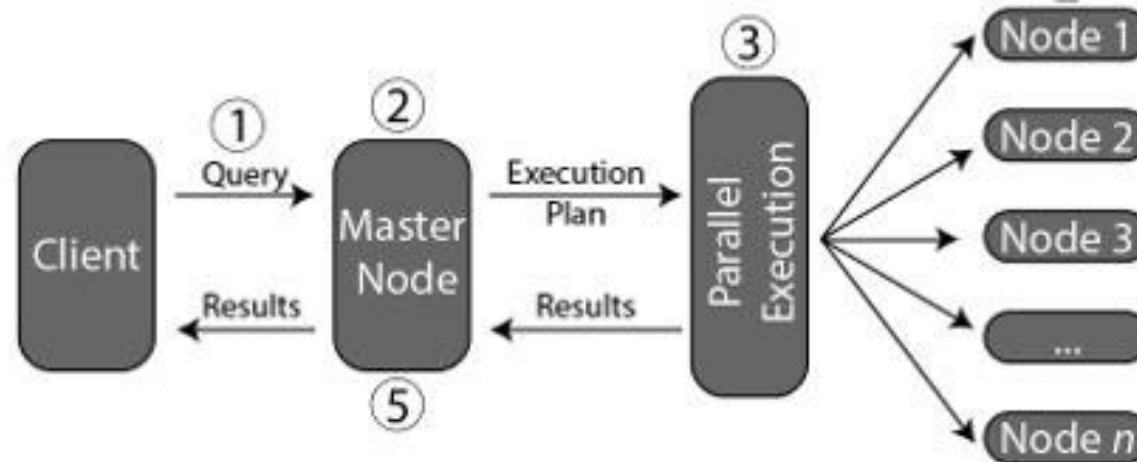 ①
Query
Client
Results
②
Master
Node
⑤
Execution
Plan
Results
③
Parallel
Execution
Node 1
Node 2
Node 3
...
Node n